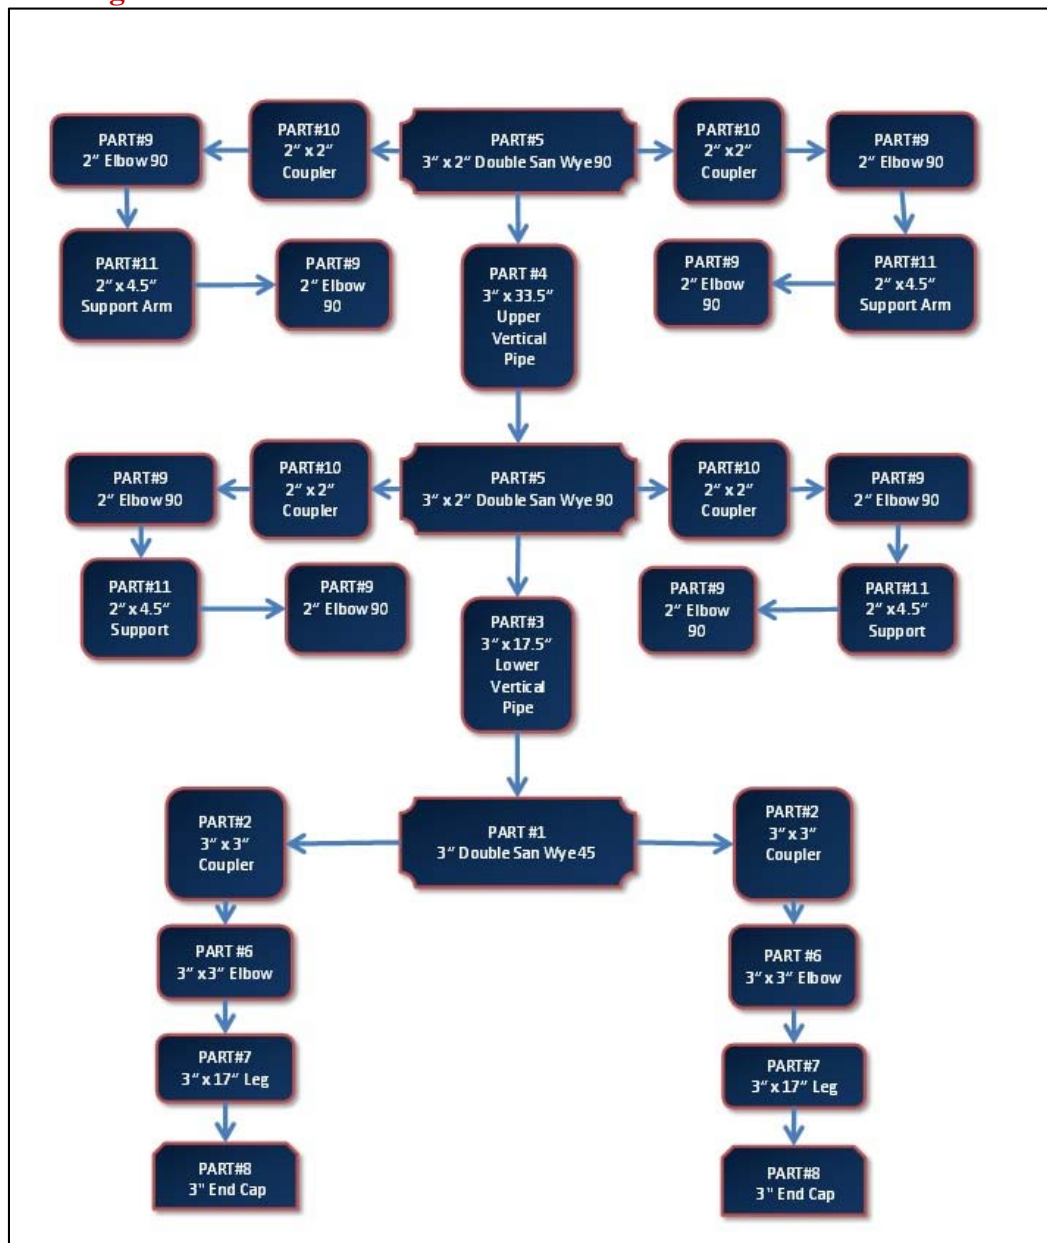 PART#9
2" Elbow 90
PART#10
2" x 2"
Coupler
PART#5
3" x 2" Double San Wye 90
PART#10
2" x 2"
Coupler
PART#9
2" Elbow 90
PART#11
2" x 4.5"
Support Arm
PART#9
2" Elbow
90
PART #4
3" x 33.5"
Upper
Vertical
Pipe
PART#9
2" Elbow
90
PART#11
2" x 4.5"
Support Arm
PART#9
2" Elbow 90
PART#10
2" x 2"
Coupler
PART#5
3" x 2" Double San Wye 90
PART#10
2" x 2"
Coupler
PART#9
2" Elbow 90
PART#11
2" x 4.5"
Support
PART#9
2" Elbow 90
PART#3
3" x 17.5"
Lower
Vertical
Pipe
PART#9
2" Elbow
90
PART#11
2" x 4.5"
Support
PART#2
3" x 3"
Coupler
PART #1
3" Double San Wye 45
PART#2
3" x 3"
Coupler
PART #6
3" x 3" Elbow
PART #6
3" x 3" Elbow
PART#7
3" x 17" Leg
PART#7
3" x 17" Leg
PART#8
3" End Cap
PART#8
3" End Cap